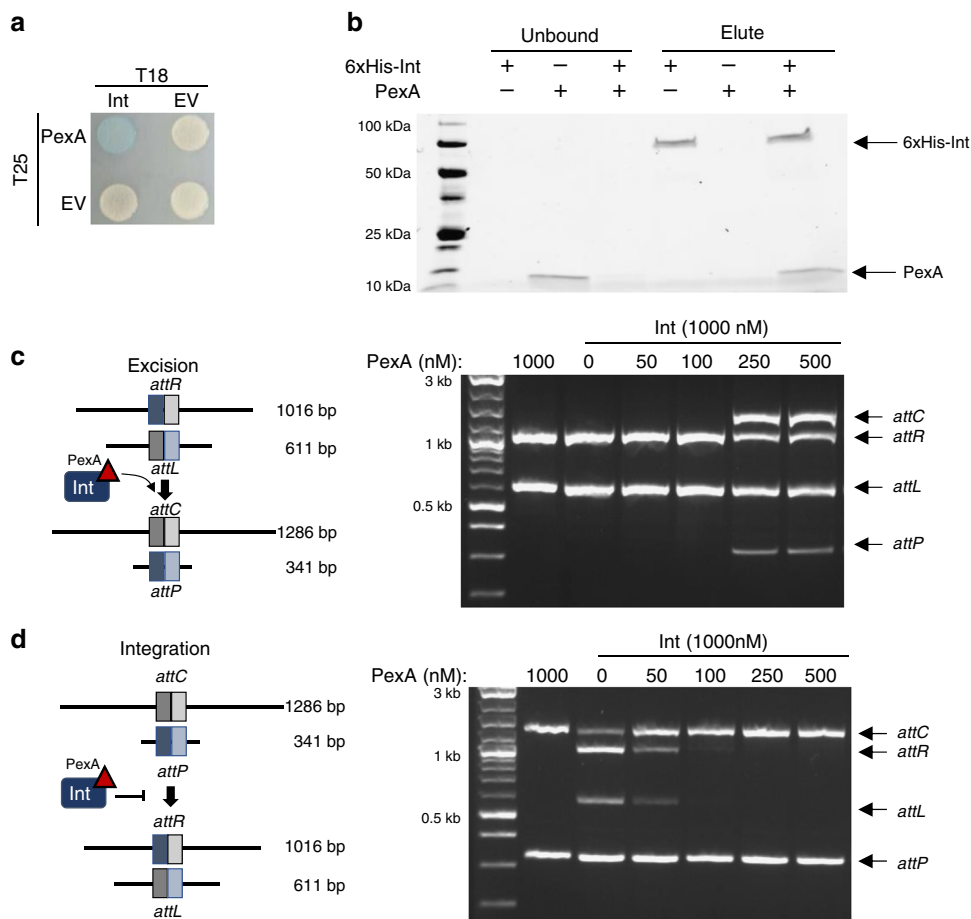 a
T18
Int EV
T25
PexA
EV
b
Unbound Elute
6xHis-Int + – + + – +
PexA – + + – + +
100 kDa
6xHis-Int
50 kDa
25 kDa
PexA
10 kDa
c
Excision
attR
1016 bp
611 bp
attL
PexA
Int
attC
1286 bp
341 bp
attP
Int (1000 nM)
PexA (nM): 1000 0 50 100 250 500
3 kb
attC
attR
1 kb
attL
0.5 kb
attP
d
Integration
attC
1286 bp
341 bp
attP
PexA
Int
attR
1016 bp
611 bp
attL
Int (1000nM)
PexA (nM): 1000 0 50 100 250 500
3 kb
attC
attR
1 kb
attL
0.5 kb
attP